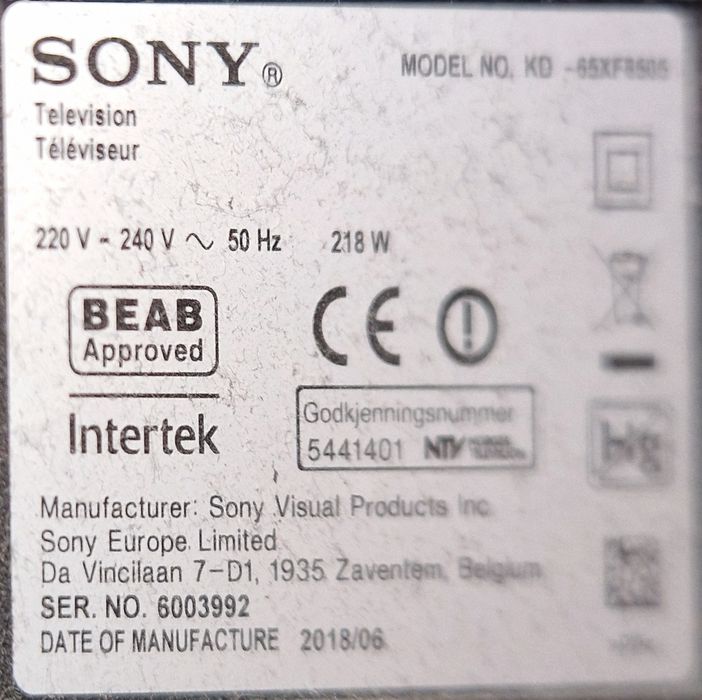 SONY®
MODEL NO. KD -65XF8505
Television
Téléviseur
220 V - 240 V ~ 50 Hz 218 W
BEAB
Approved
CE
Intertek
Godkjenningsnummer
5441401 NTV
Manufacturer: Sony Visual Products Inc.
Sony Europe Limited
Da Vincilaan 7-D1, 1935 Zaventem, Belgium
SER. NO. 6003992
DATE OF MANUFACTURE 2018/06